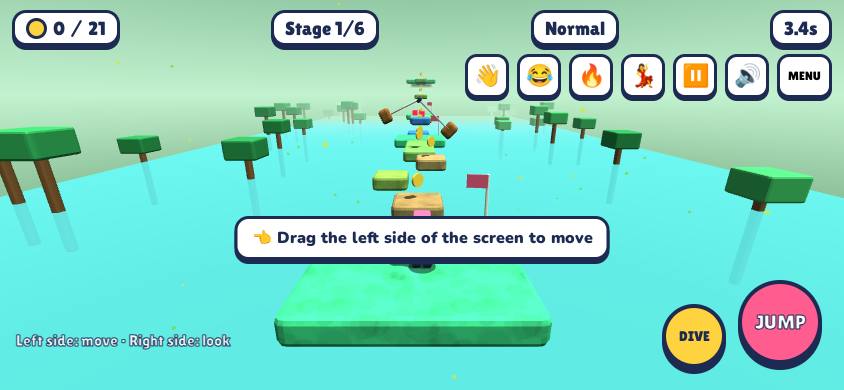 0 / 21
Stage 1/6
Normal
3.4s
MENU
Drag the left side of the screen to move
Left side: move · Right side: look
DIVE
JUMP